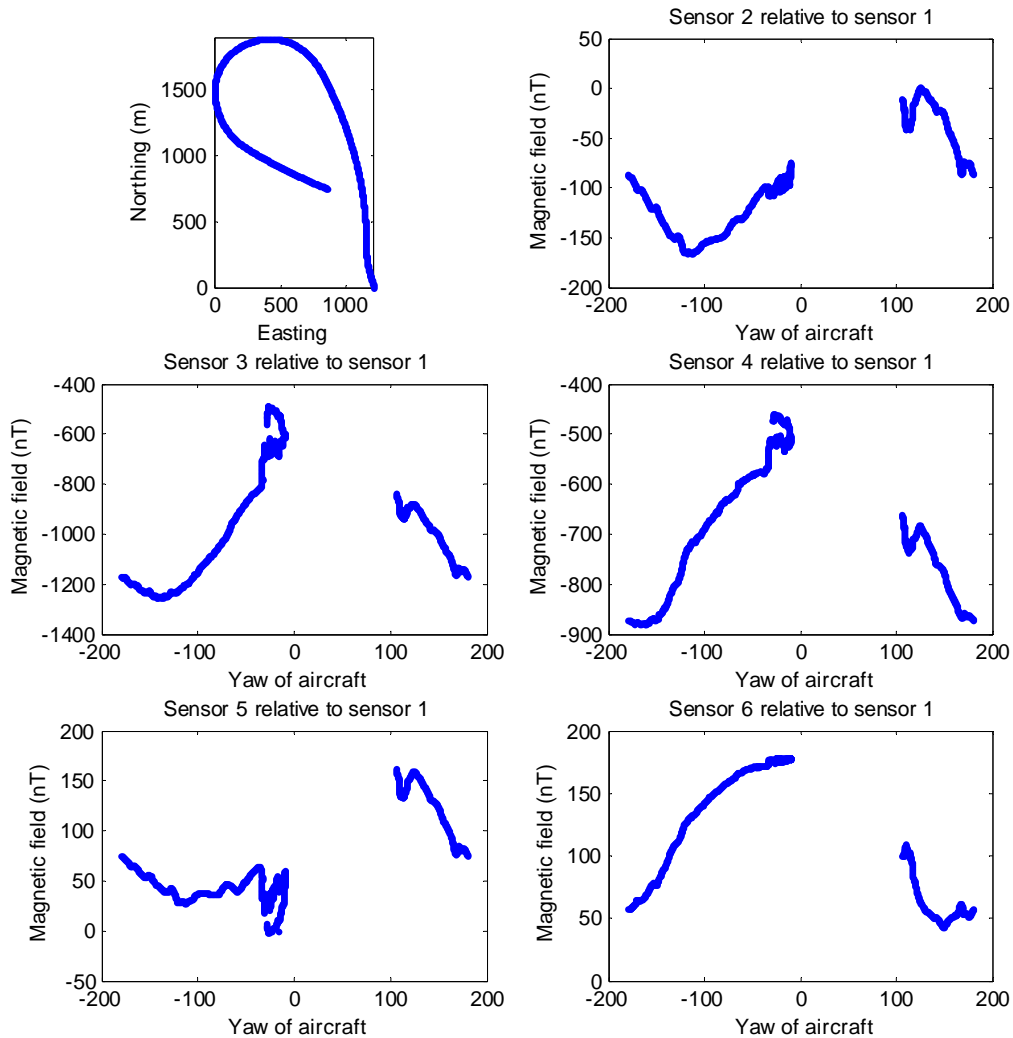 Northing (m)
1500
1000
500
0
0 500 1000
Easting
Sensor 2 relative to sensor 1
Magnetic field (nT)
50
0
-50
-100
-150
-200
-200 -100 0 100 200
Yaw of aircraft
Sensor 3 relative to sensor 1
Magnetic field (nT)
-400
-600
-800
-1000
-1200
-1400
-200 -100 0 100 200
Yaw of aircraft
Sensor 4 relative to sensor 1
Magnetic field (nT)
-400
-500
-600
-700
-800
-900
-200 -100 0 100 200
Yaw of aircraft
Sensor 5 relative to sensor 1
Magnetic field (nT)
200
150
100
50
0
-50
-200 -100 0 100 200
Yaw of aircraft
Sensor 6 relative to sensor 1
Magnetic field (nT)
200
150
100
50
0
-200 -100 0 100 200
Yaw of aircraft